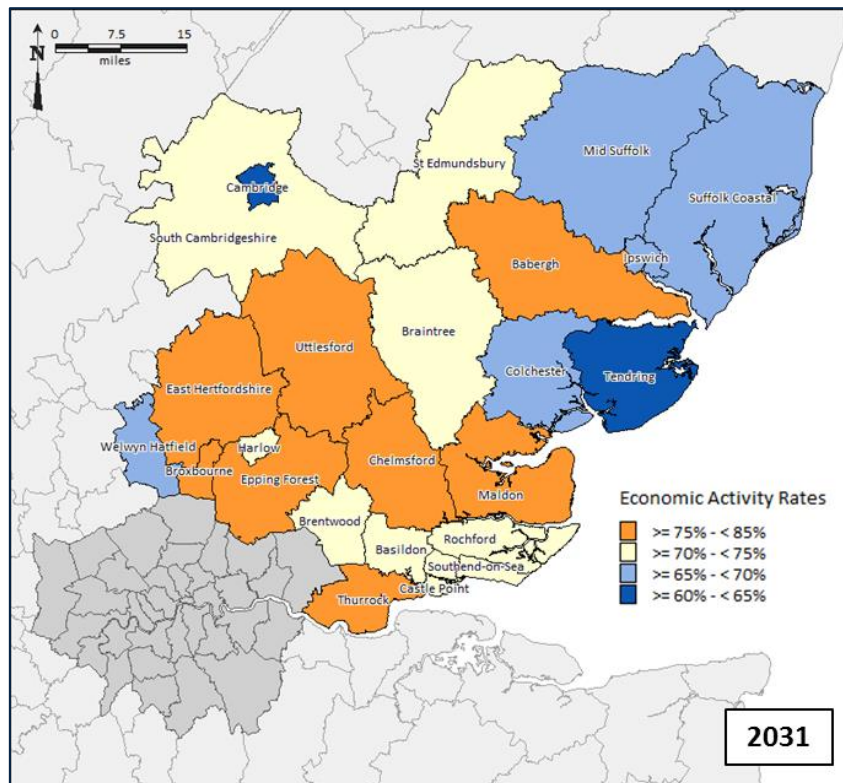 N
0 7.5 15
miles
Mid Suffolk
St Edmundsbury
Cambridge
Suffolk Coastal
South Cambridgeshire
Ipswich
Babergh
Braintree
Uttlesford
Colchester
Tendring
East Hertfordshire
Welwyn Hatfield
Harlow
Broxbourne
Epping Forest
Chelmsford
Maldon
Brentwood
Rochford
Basildon
Southend-on-Sea
Castle Point
Thurrock
Economic Activity Rates
>= 75% - < 85%
>= 70% - < 75%
>= 65% - < 70%
>= 60% - < 65%
2031